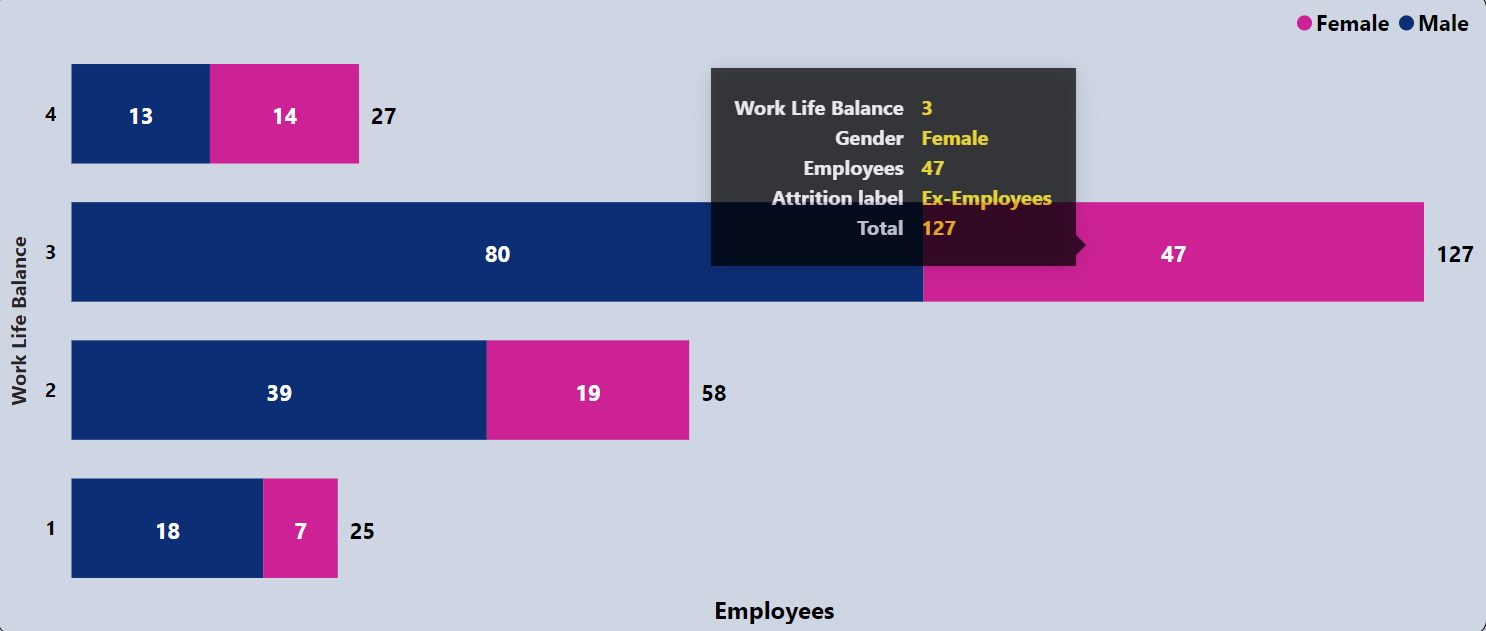 Female Male
4 13 14 27
Work Life Balance 3
Gender Female
Employees 47
Attrition label Ex-Employees
Total 127
3 80 47 127
Work Life Balance
2 39 19 58
1 18 7 25
Employees